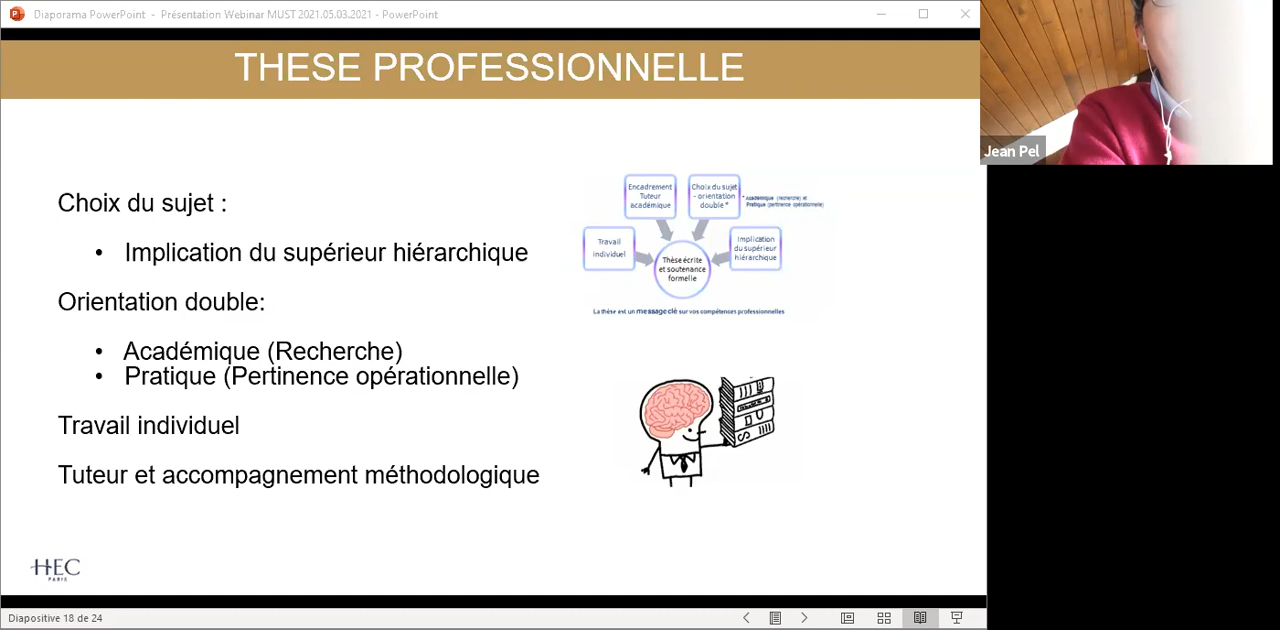 Diaporama PowerPoint - Présentation Webinar MUST 2021.05.03.2021 - PowerPoint
THESE PROFESSIONNELLE
Jean Pel
Choix du sujet :
• Implication du supérieur hiérarchique
Orientation double:
• Académique (Recherche)
• Pratique (Pertinence opérationnelle)
Travail individuel
Tuteur et accompagnement méthodologique
Encadrement
Tuteur
académique
Choix du sujet
- orientation
double *
* Académique (recherche) et
Pratique (pertinence opérationnelle)
Travail
individuel
Implication
du supérieur
hiérarchique
Thèse écrite
et soutenance
formelle
La thèse est un message clé sur vos compétences professionnelles
HEC
PARIS
Diapositive 18 de 24